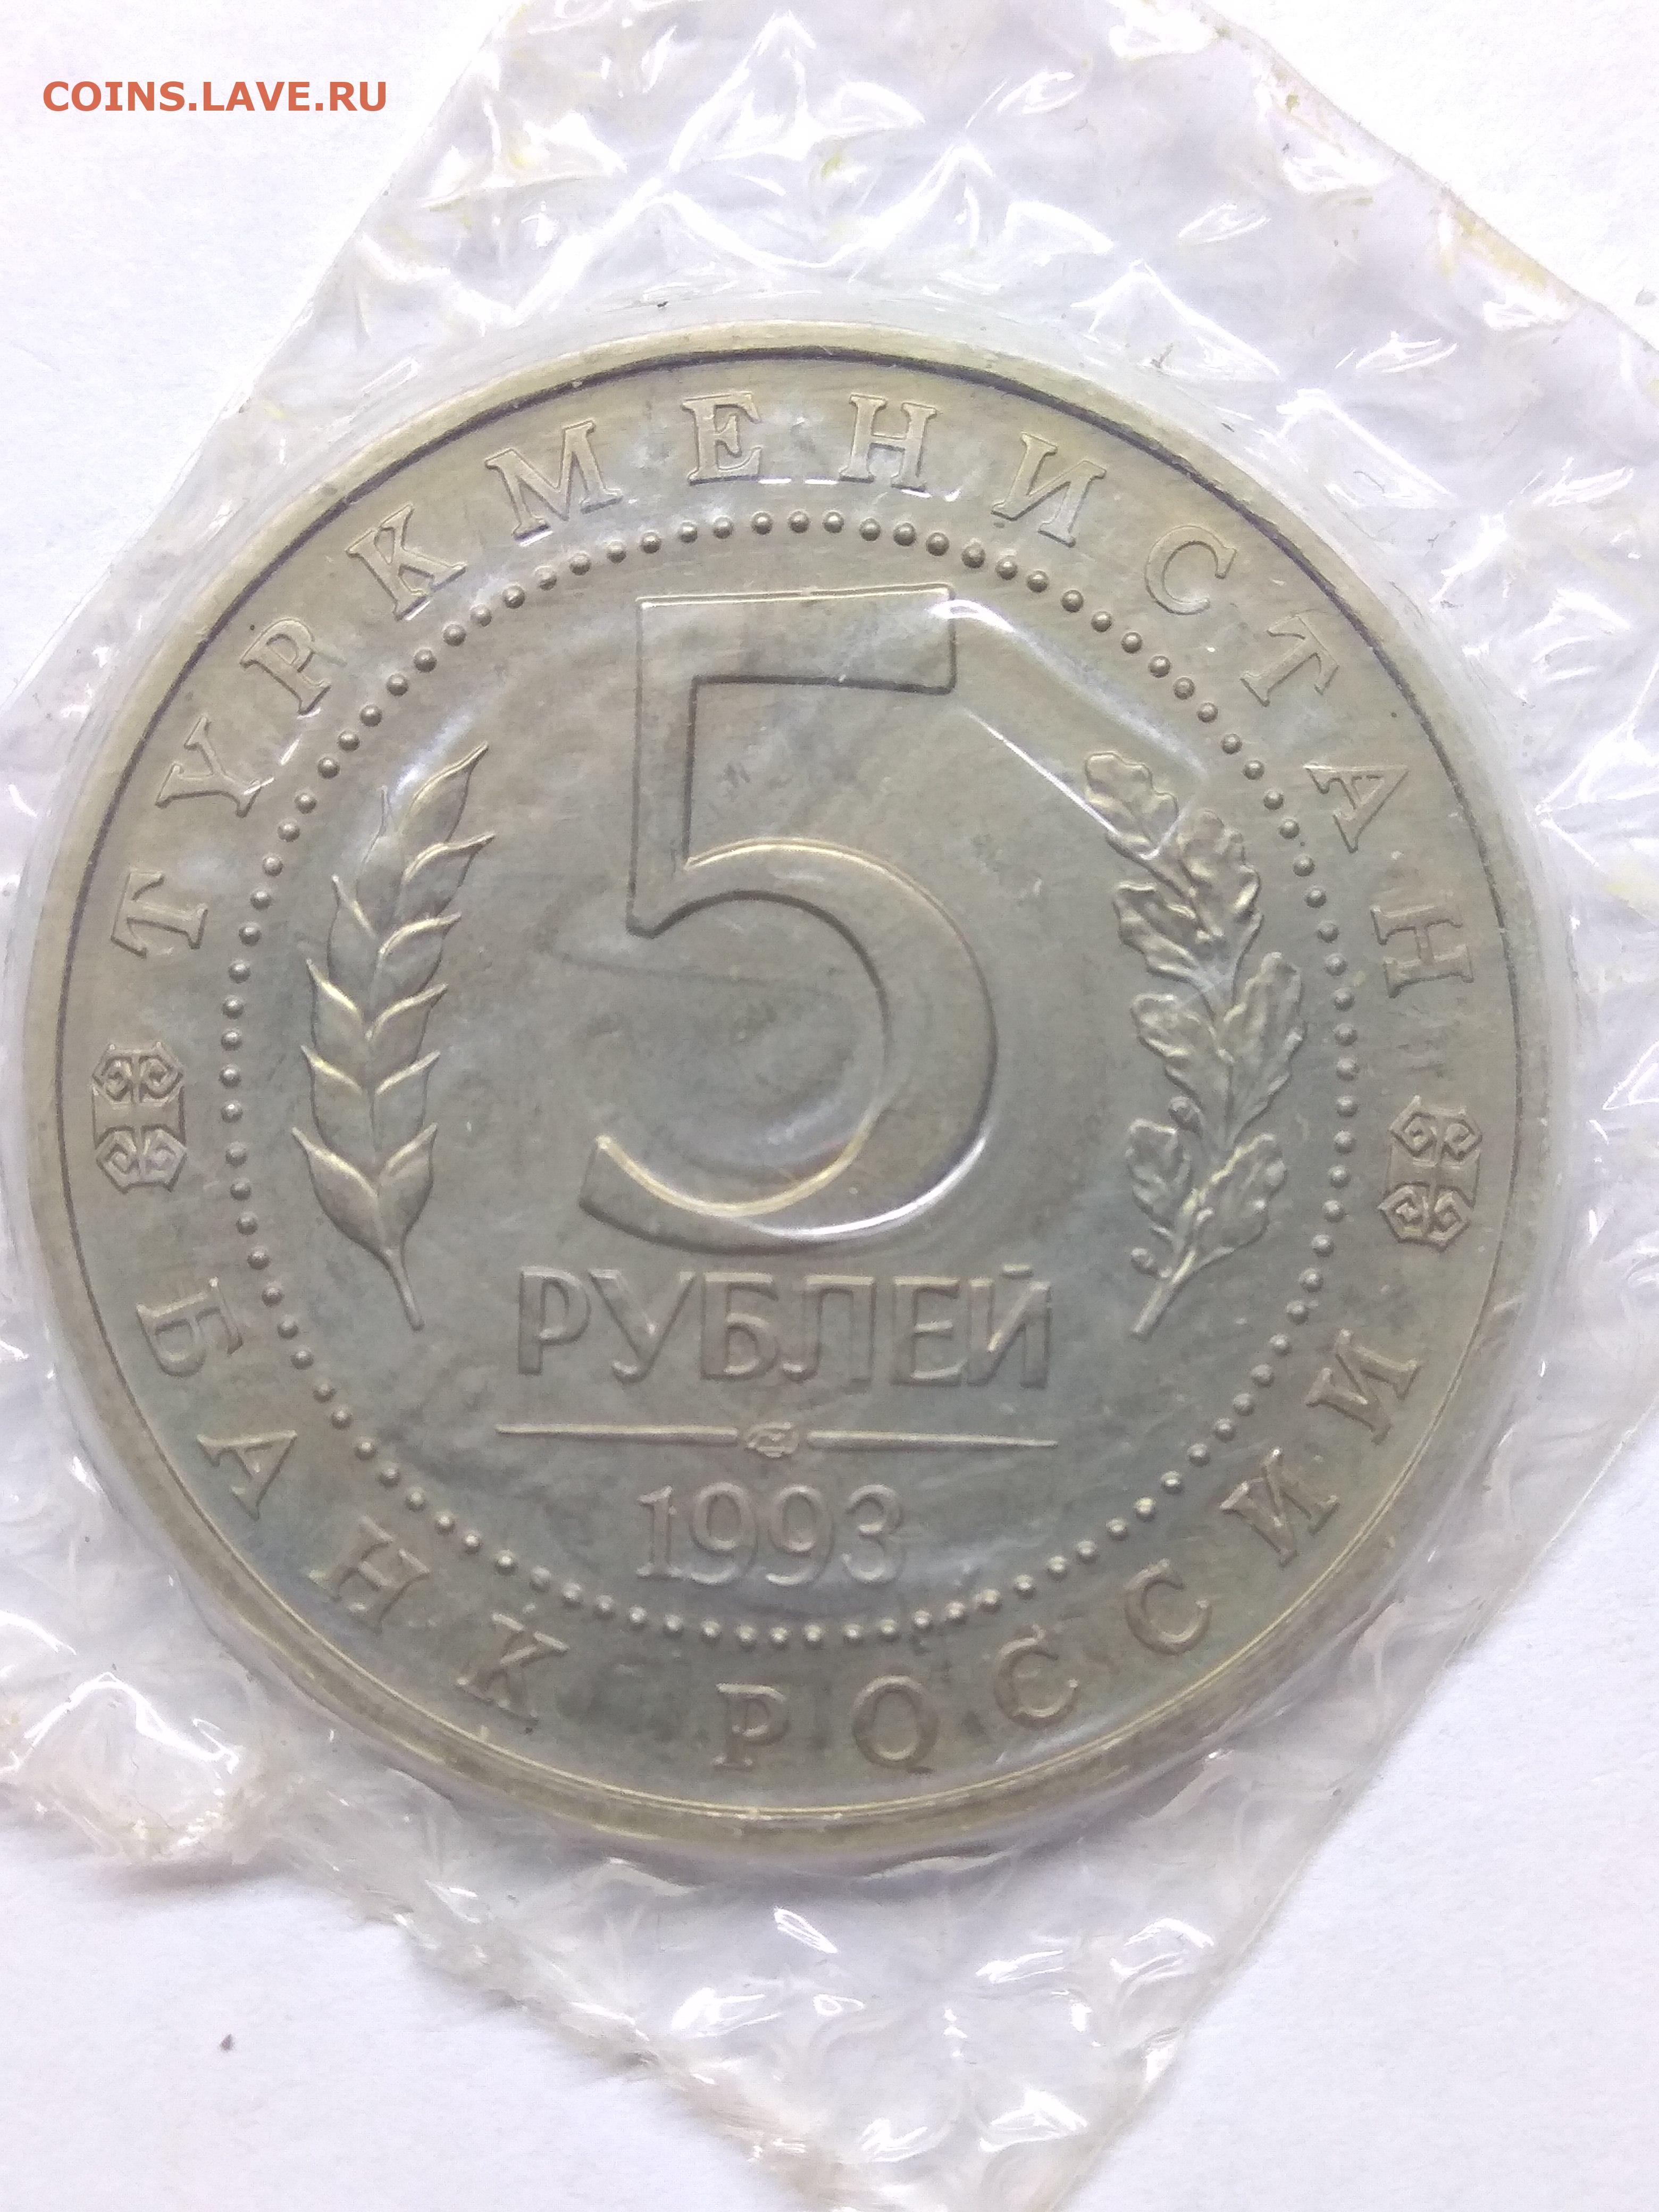 COINS.LAVE.RU
ТУРКМЕНИСТАН
5
РУБЛЕЙ
1993
БАНК РОССИИ